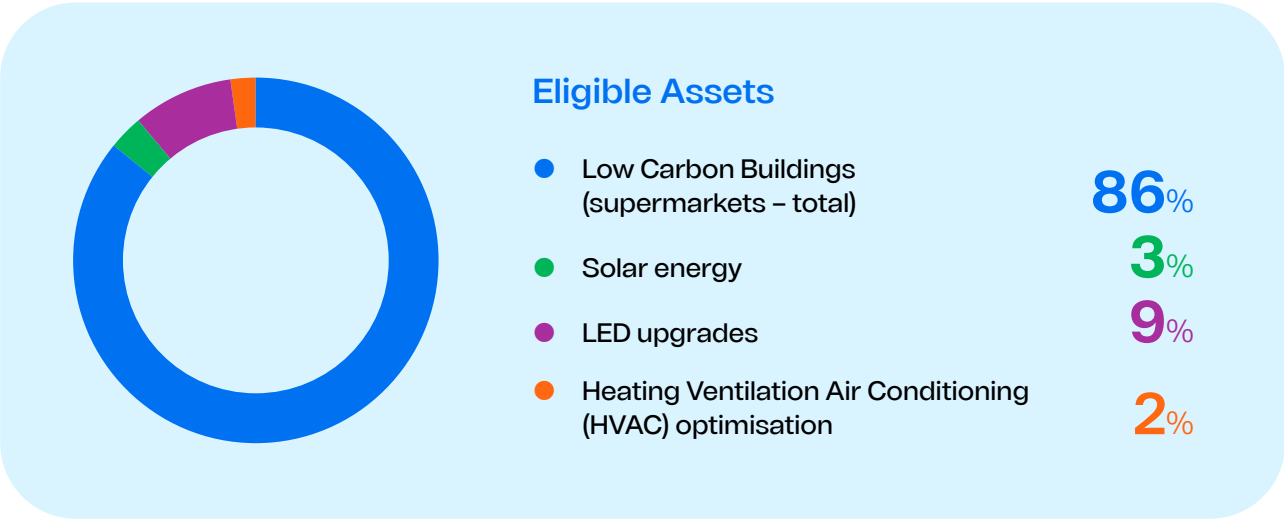 Eligible Assets
Low Carbon Buildings
(supermarkets – total)
86%
Solar energy
3%
LED upgrades
9%
Heating Ventilation Air Conditioning
(HVAC) optimisation
2%